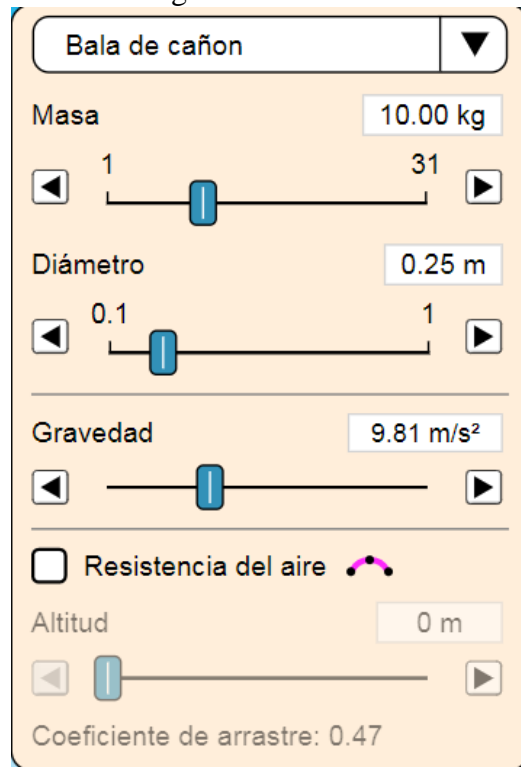 Bala de cañon
Masa 10.00 kg
1 31
Diámetro 0.25 m
0.1 1
Gravedad 9.81 m/s²
Resistencia del aire
Altitud 0 m
Coeficiente de arrastre: 0.47